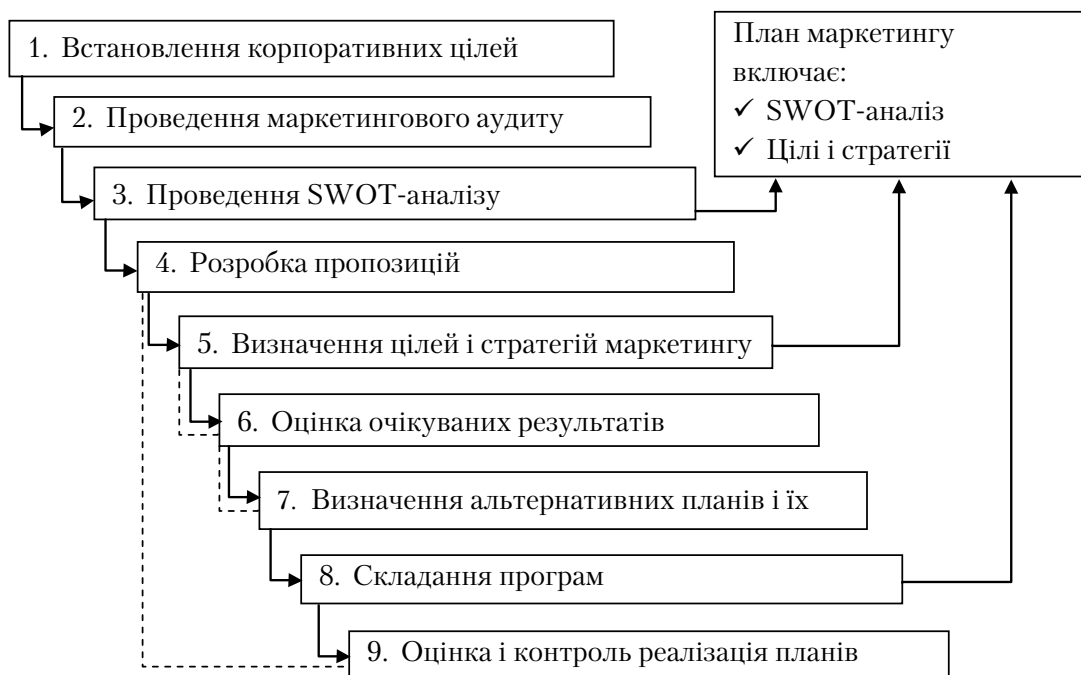 1. Встановлення корпоративних цілей
2. Проведення маркетингового аудиту
3. Проведення SWOT-аналізу
4. Розробка пропозицій
5. Визначення цілей і стратегій маркетингу
6. Оцінка очікуваних результатів
7. Визначення альтернативних планів і їх
8. Складання програм
9. Оцінка і контроль реалізація планів
План маркетингу
включає:
✓ SWOT-аналіз
✓ Цілі і стратегії